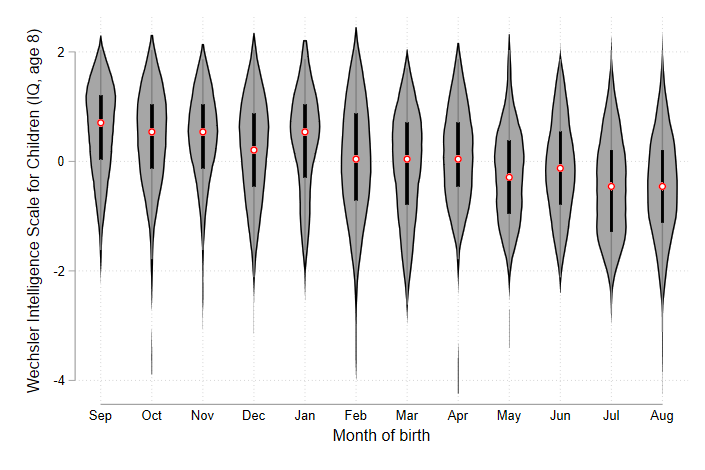 Wechsler Intelligence Scale for Children (IQ, age 8)
2
0
-2
-4
Sep Oct Nov Dec Jan Feb Mar Apr May Jun Jul Aug
Month of birth